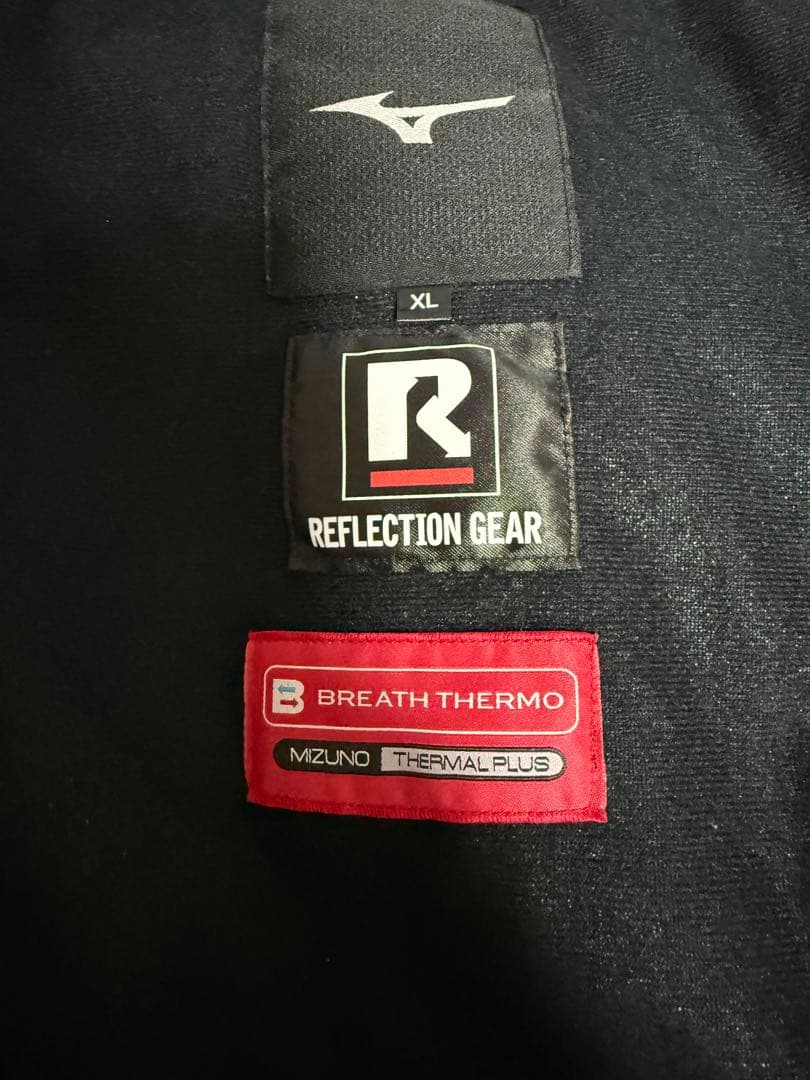 XL
R
REFLECTION GEAR
B BREATH THERMO
MIZUNO THERMAL PLUS